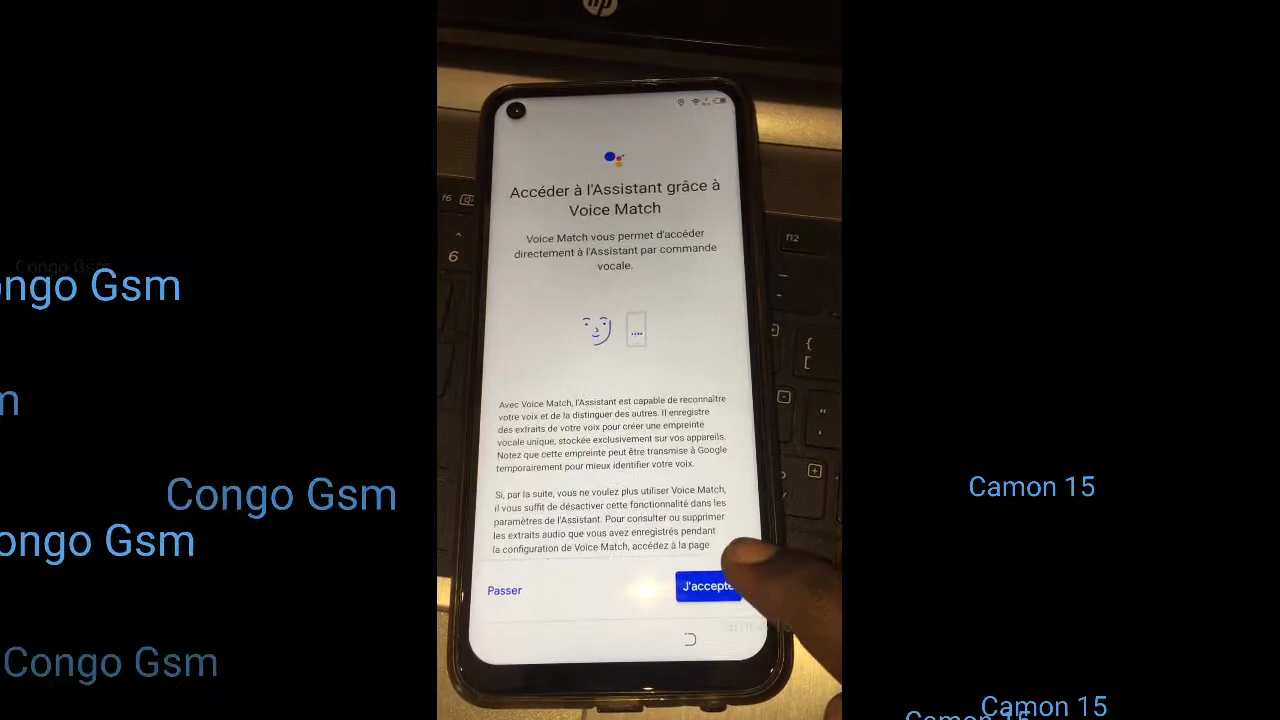 hp
Accéder à l'Assistant grâce à
Voice Match
Voice Match vous permet d'accéder
directement à l'Assistant par commande
vocale.
Avec Voice Match, l'Assistant est capable de reconnaître
votre voix et de la distinguer des autres. Il enregistre
des extraits de votre voix pour créer une empreinte
vocale unique, stockée exclusivement sur vos appareils.
Notez que cette empreinte peut être transmise à Google
temporairement pour mieux identifier votre voix.
Si, par la suite, vous ne voulez plus utiliser Voice Match,
il vous suffit de désactiver cette fonctionnalité dans les
paramètres de l'Assistant. Pour consulter ou supprimer
les extraits audio que vous avez enregistrés pendant
la configuration de Voice Match, accédez à la page
Passer
J'accepte
f6
6
f12
{
[
"
+
Congo Gsm
ongo Gsm
m
Congo Gsm
ongo Gsm
Congo Gsm
Camon 15
Camon 15
Camon 15